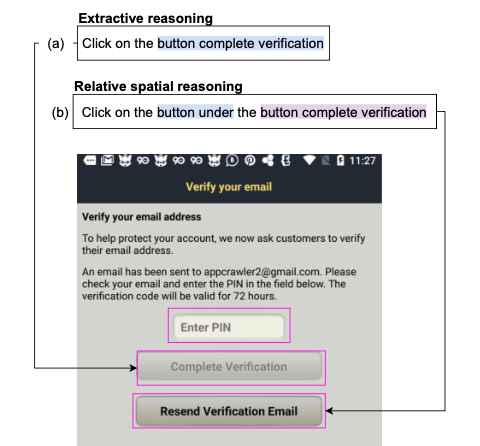 Extractive reasoning
(a) Click on the button complete verification
Relative spatial reasoning
(b) Click on the button under the button complete verification
11:27
Verify your email
Verify your email address
To help protect your account, we now ask customers to verify
their email address.
An email has been sent to appcrawler2@gmail.com. Please
check your email and enter the PIN in the field below. The
verification code will be valid for 72 hours.
Enter PIN
Complete Verification
Resend Verification Email